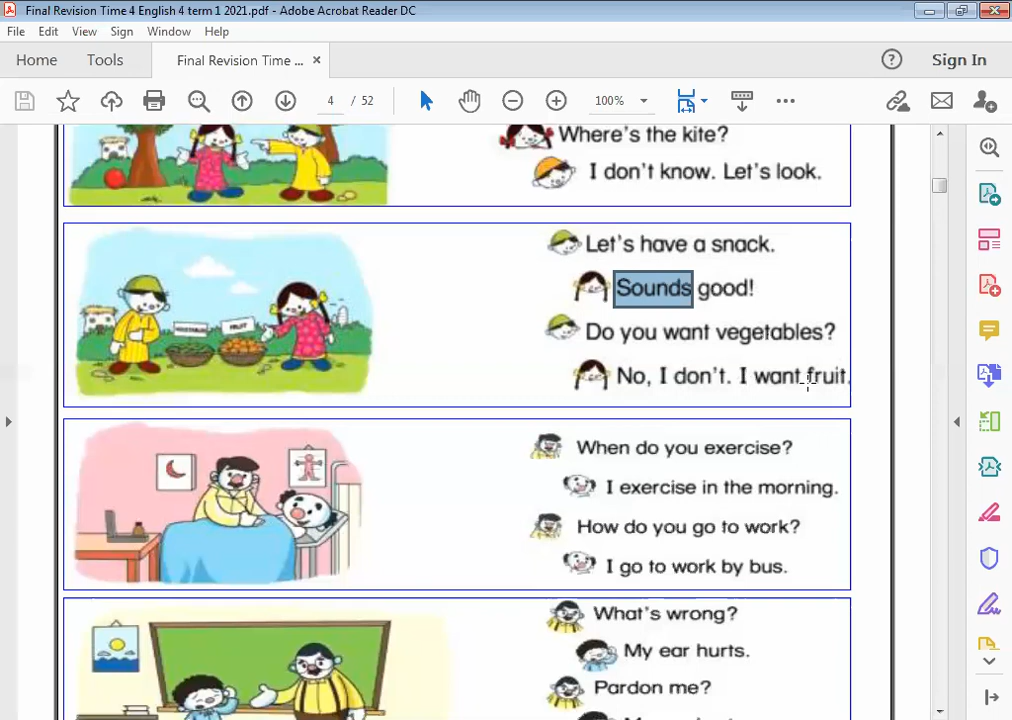 Final Revision Time 4 English 4 term 1 2021.pdf - Adobe Acrobat Reader DC
File Edit View Sign Window Help
Home Tools Final Revision Time ... × Sign In
4 / 52 100%
Where's the kite?
I don't know. Let's look.
Let's have a snack.
Sounds good!
VEGETABLES FRUIT
Do you want vegetables?
No, I don't. I want fruit.
When do you exercise?
I exercise in the morning.
How do you go to work?
I go to work by bus.
What's wrong?
My ear hurts.
Pardon me?